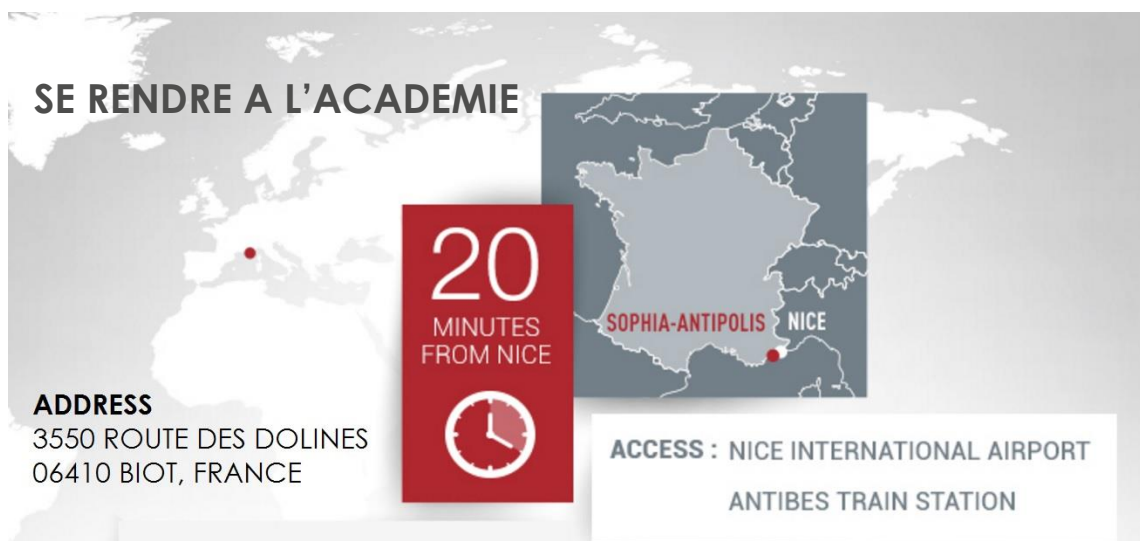 SE RENDRE A L'ACADEMIE
20
MINUTES
FROM NICE
SOPHIA-ANTIPOLIS
NICE
ADDRESS
3550 ROUTE DES DOLINES
06410 BIOT, FRANCE
ACCESS : NICE INTERNATIONAL AIRPORT
ANTIBES TRAIN STATION